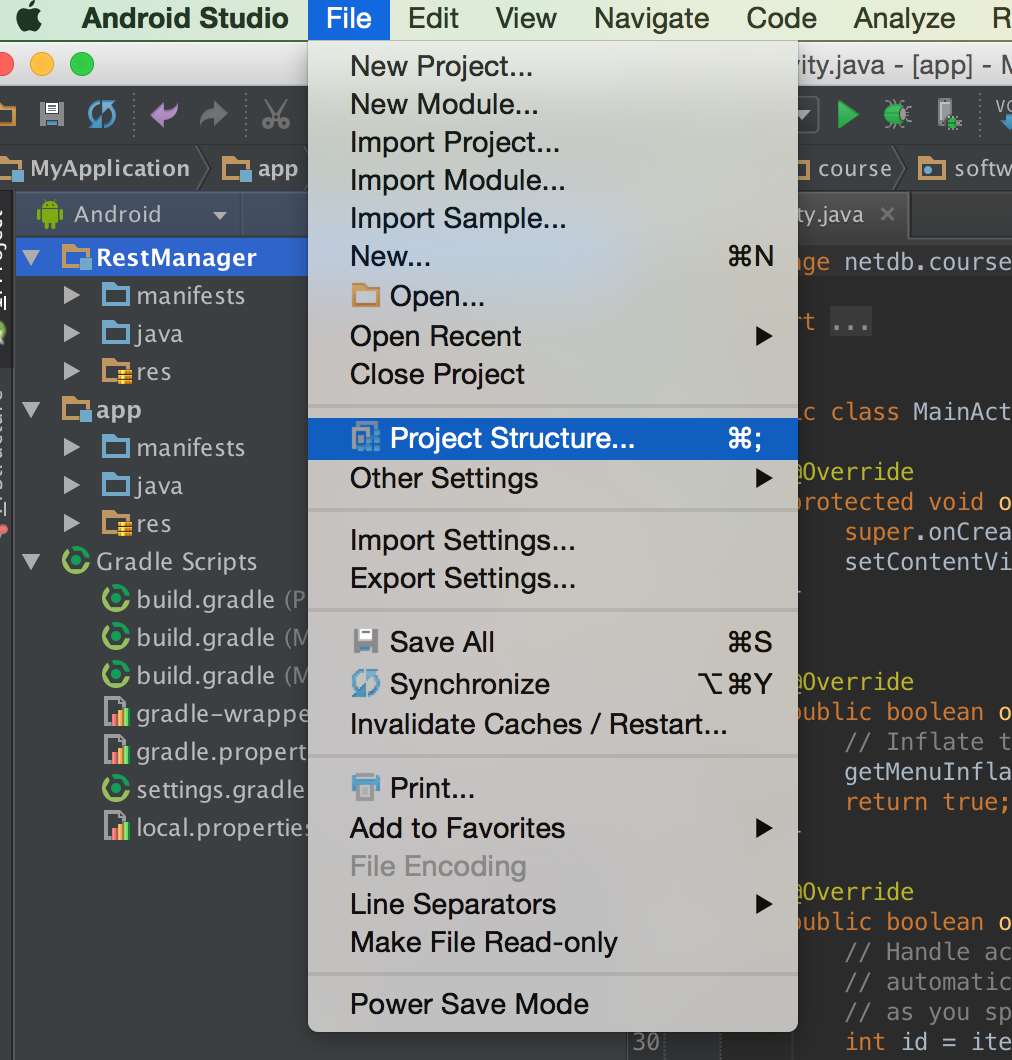 Android Studio File Edit View Navigate Code Analyze
New Project...
New Module...
Import Project...
Import Module...
Import Sample...
New... ⌘N
Open...
Open Recent ▶
Close Project
Project Structure... ⌘;
Other Settings ▶
Import Settings...
Export Settings...
Save All ⌘S
Synchronize ⌥⌘Y
Invalidate Caches / Restart...
Print...
Add to Favorites ▶
File Encoding
Line Separators ▶
Make File Read-only
Power Save Mode
MyApplication app
Android
RestManager
manifests
java
res
app
manifests
java
res
Gradle Scripts
build.gradle (P
build.gradle (M
build.gradle (M
gradle-wrappe
gradle.propert
settings.gradle
local.properties
ity.java - [app] - M
course softw
ty.java
age netdb.course
rt ...
ic class MainAct
@Override
protected void o
super.onCrea
setContentVi
@Override
public boolean o
// Inflate t
getMenuInfla
return true;
@Override
public boolean o
// Handle ac
// automatic
// as you sp
30 int id = ite